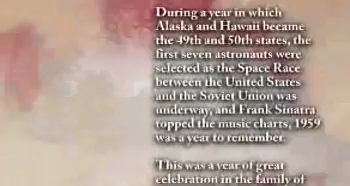 During a year in which
Alaska and Hawaii became
the 49th and 50th states, the
first seven astronauts were
selected as the Space Race
between the United States
and the Soviet Union was
underway, and Frank Sinatra
topped the music charts, 1959
was a year to remember.
This was a year of great
celebration in the family of